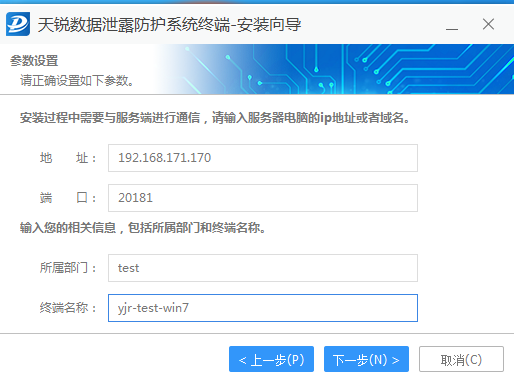 天锐数据泄露防护系统终端-安装向导
参数设置
请正确设置如下参数。
安装过程中需要与服务端进行通信，请输入服务器电脑的ip地址或者域名。
地 址： 192.168.171.170
端 口： 20181
输入您的相关信息，包括所属部门和终端名称。
所属部门： test
终端名称： yjr-test-win7
< 上一步(P) 下一步(N) > 取消(C)